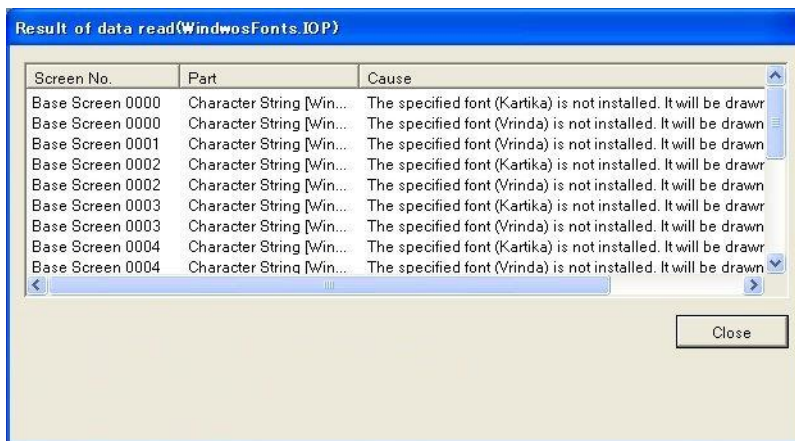 Result of data read(WindwosFonts.IOP)
Screen No. Part Cause
Base Screen 0000 Character String [Win... The specified font (Kartika) is not installed. It will be drawn
Base Screen 0000 Character String [Win... The specified font (Vrinda) is not installed. It will be drawn
Base Screen 0001 Character String [Win... The specified font (Vrinda) is not installed. It will be drawn
Base Screen 0002 Character String [Win... The specified font (Kartika) is not installed. It will be drawn
Base Screen 0002 Character String [Win... The specified font (Vrinda) is not installed. It will be drawn
Base Screen 0003 Character String [Win... The specified font (Kartika) is not installed. It will be drawn
Base Screen 0003 Character String [Win... The specified font (Vrinda) is not installed. It will be drawn
Base Screen 0004 Character String [Win... The specified font (Kartika) is not installed. It will be drawn
Base Screen 0004 Character String [Win... The specified font (Vrinda) is not installed. It will be drawn
Close